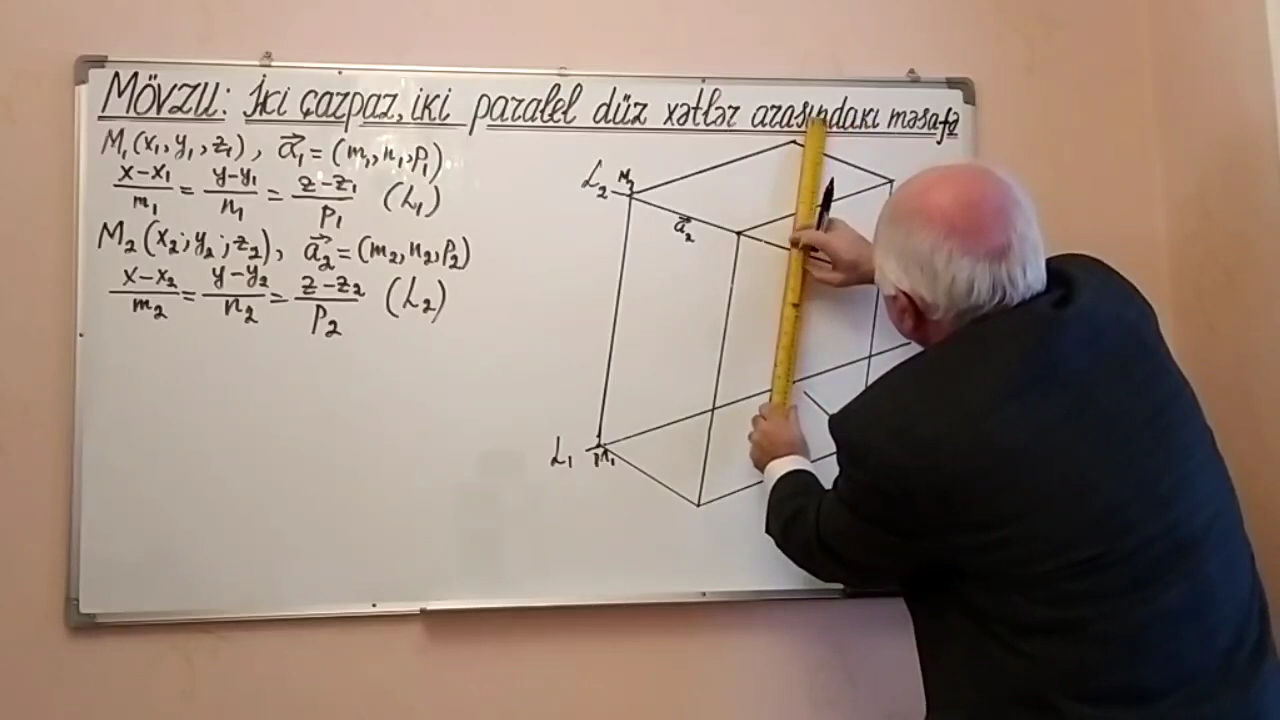 Mövzu: İki çarpaz, iki paralel düz xətlər arasındakı məsafə
M₁(x₁, y₁, z₁), a⃗₁=(m₁, n₁, p₁)
(x-x₁)/m₁ = (y-y₁)/n₁ = (z-z₁)/p₁ (L₁)
M₂(x₂; y₂; z₂), a⃗₂=(m₂, n₂, p₂)
(x-x₂)/m₂ = (y-y₂)/n₂ = (z-z₂)/p₂ (L₂)
L₂ M₂
a⃗₂
L₁ M₁